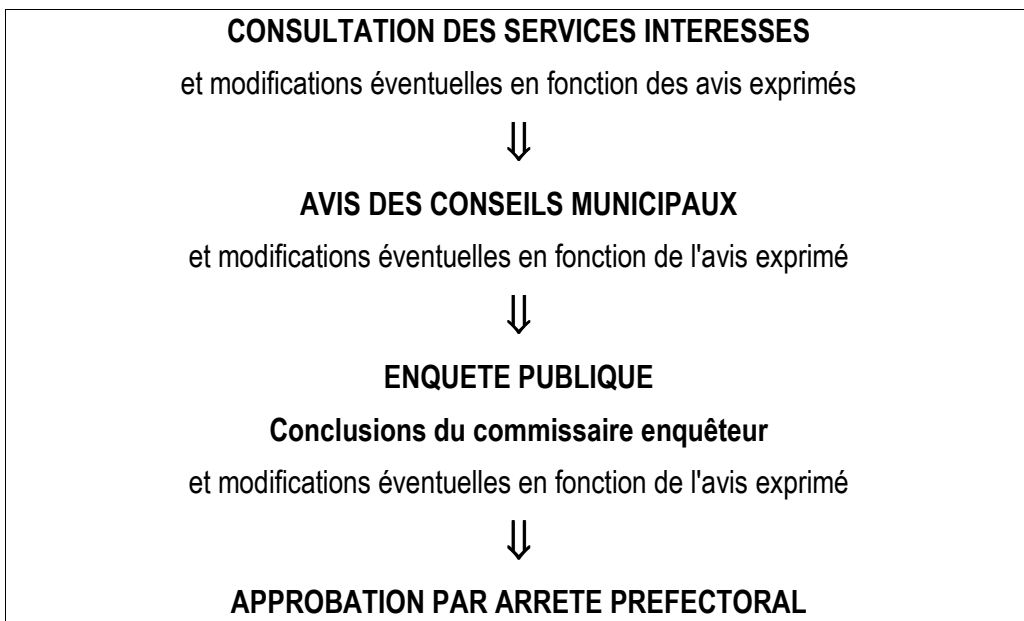 CONSULTATION DES SERVICES INTERESSES
et modifications éventuelles en fonction des avis exprimés
⇓
AVIS DES CONSEILS MUNICIPAUX
et modifications éventuelles en fonction de l'avis exprimé
⇓
ENQUETE PUBLIQUE
Conclusions du commissaire enquêteur
et modifications éventuelles en fonction de l'avis exprimé
⇓
APPROBATION PAR ARRETE PREFECTORAL